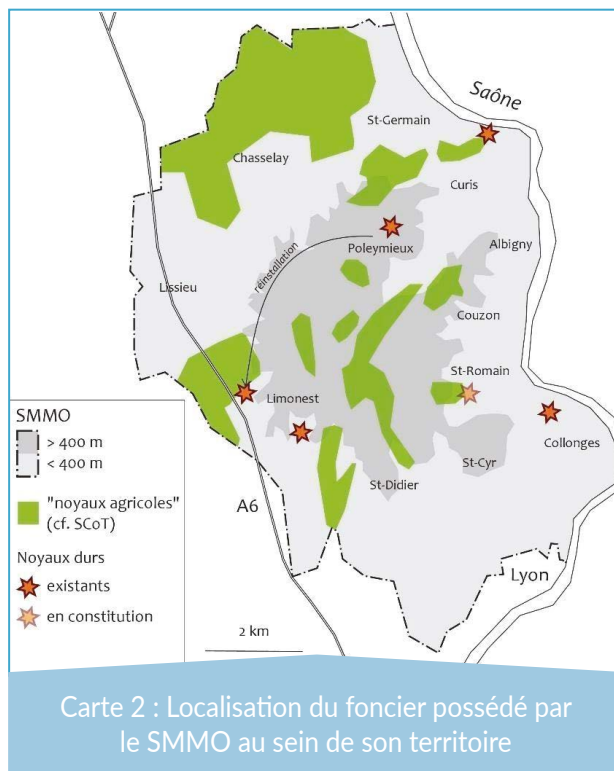 Saône
St-Germain
Chasselay
Curis
Poleymieux
Albigny
réinstallation
Lissieu
Couzon
St-Romain
Limonest
Collonges
St-Cyr
St-Didier
A6
Lyon
SMMO
> 400 m
< 400 m
"noyaux agricoles"
(cf. SCoT)
Noyaux durs
existants
en constitution
2 km
Carte 2 : Localisation du foncier possédé par
le SMMO au sein de son territoire